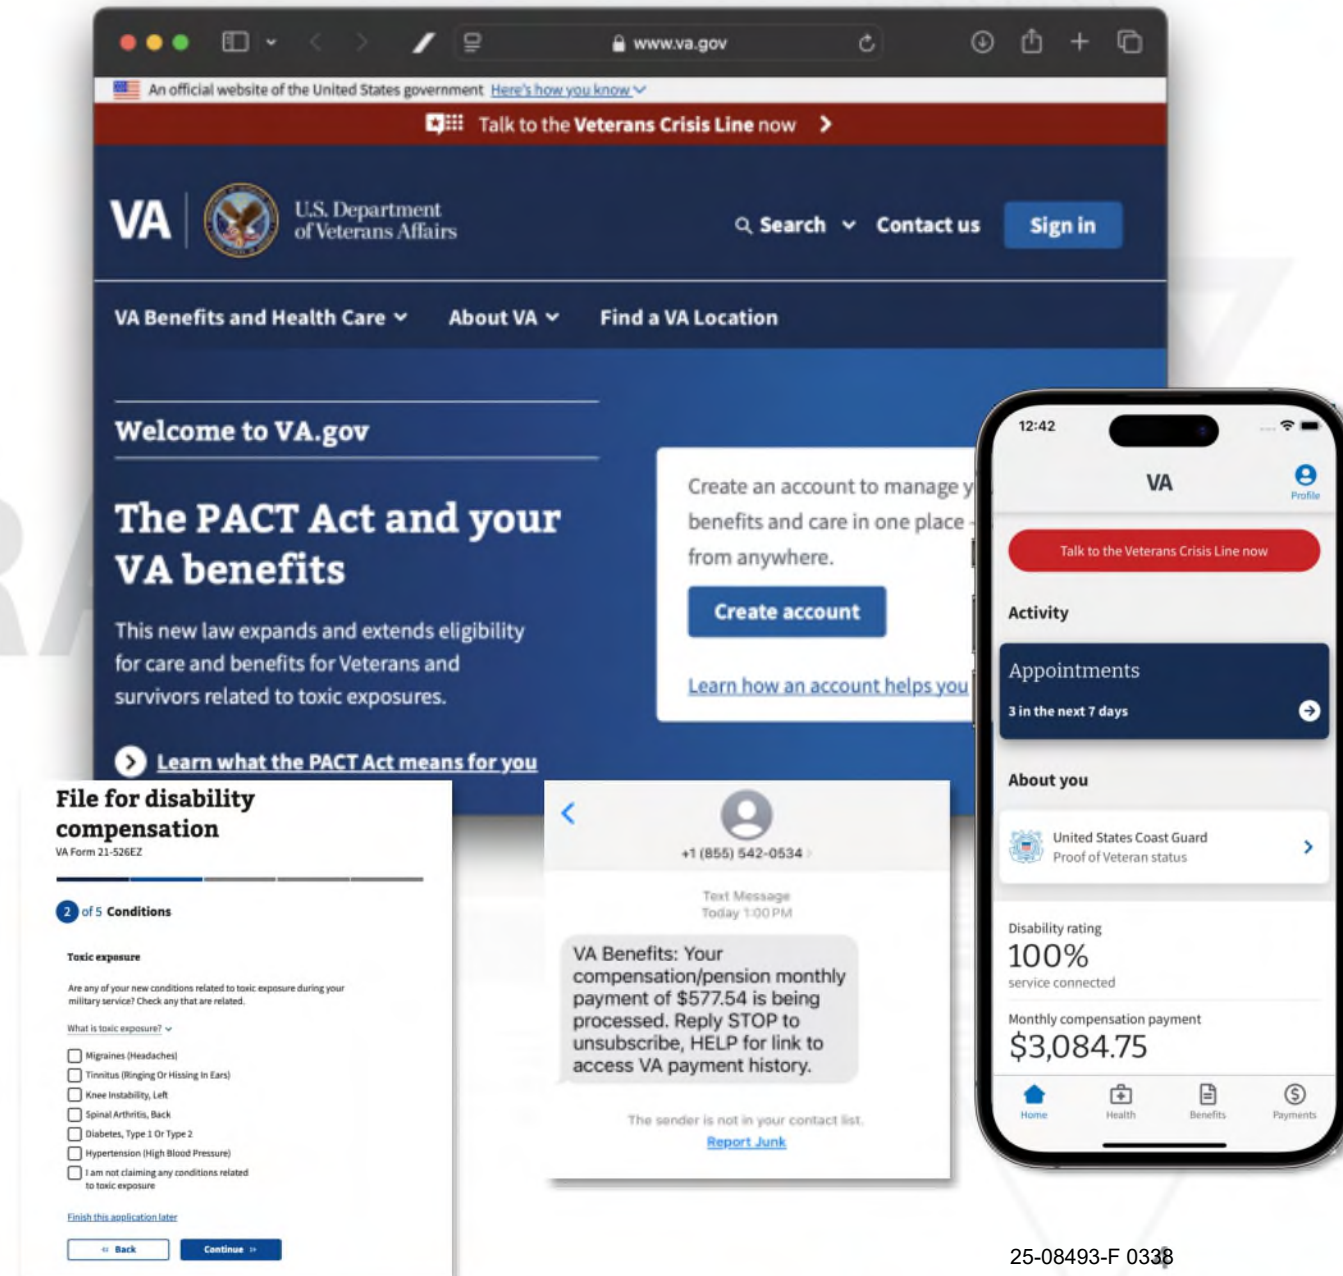 www.va.gov
An official website of the United States government Here's how you know
Talk to the Veterans Crisis Line now
VA
U.S. Department
of Veterans Affairs
Search
Contact us
Sign in
VA Benefits and Health Care
About VA
Find a VA Location
Welcome to VA.gov
The PACT Act and your
VA benefits
This new law expands and extends eligibility
for care and benefits for Veterans and
survivors related to toxic exposures.
Learn what the PACT Act means for you
Create an account to manage y
benefits and care in one place -
from anywhere.
Create account
Learn how an account helps you
12:42
VA
Profile
Talk to the Veterans Crisis Line now
Activity
Appointments
3 in the next 7 days
About you
United States Coast Guard
Proof of Veteran status
Disability rating
100%
service connected
Monthly compensation payment
$3,084.75
Home
Health
Benefits
Payments
File for disability
compensation
VA Form 21-526EZ
2 of 5 Conditions
Toxic exposure
Are any of your new conditions related to toxic exposure during your
military service? Check any that are related.
What is toxic exposure?
Migraines (Headaches)
Tinnitus (Ringing Or Hissing In Ears)
Knee Instability, Left
Spinal Arthritis, Back
Diabetes, Type 1 Or Type 2
Hypertension (High Blood Pressure)
I am not claiming any conditions related
to toxic exposure
Finish this application later
« Back
Continue »
+1 (855) 542-0534
Text Message
Today 1:00 PM
VA Benefits: Your
compensation/pension monthly
payment of $577.54 is being
processed. Reply STOP to
unsubscribe, HELP for link to
access VA payment history.
The sender is not in your contact list.
Report Junk
25-08493-F 0338